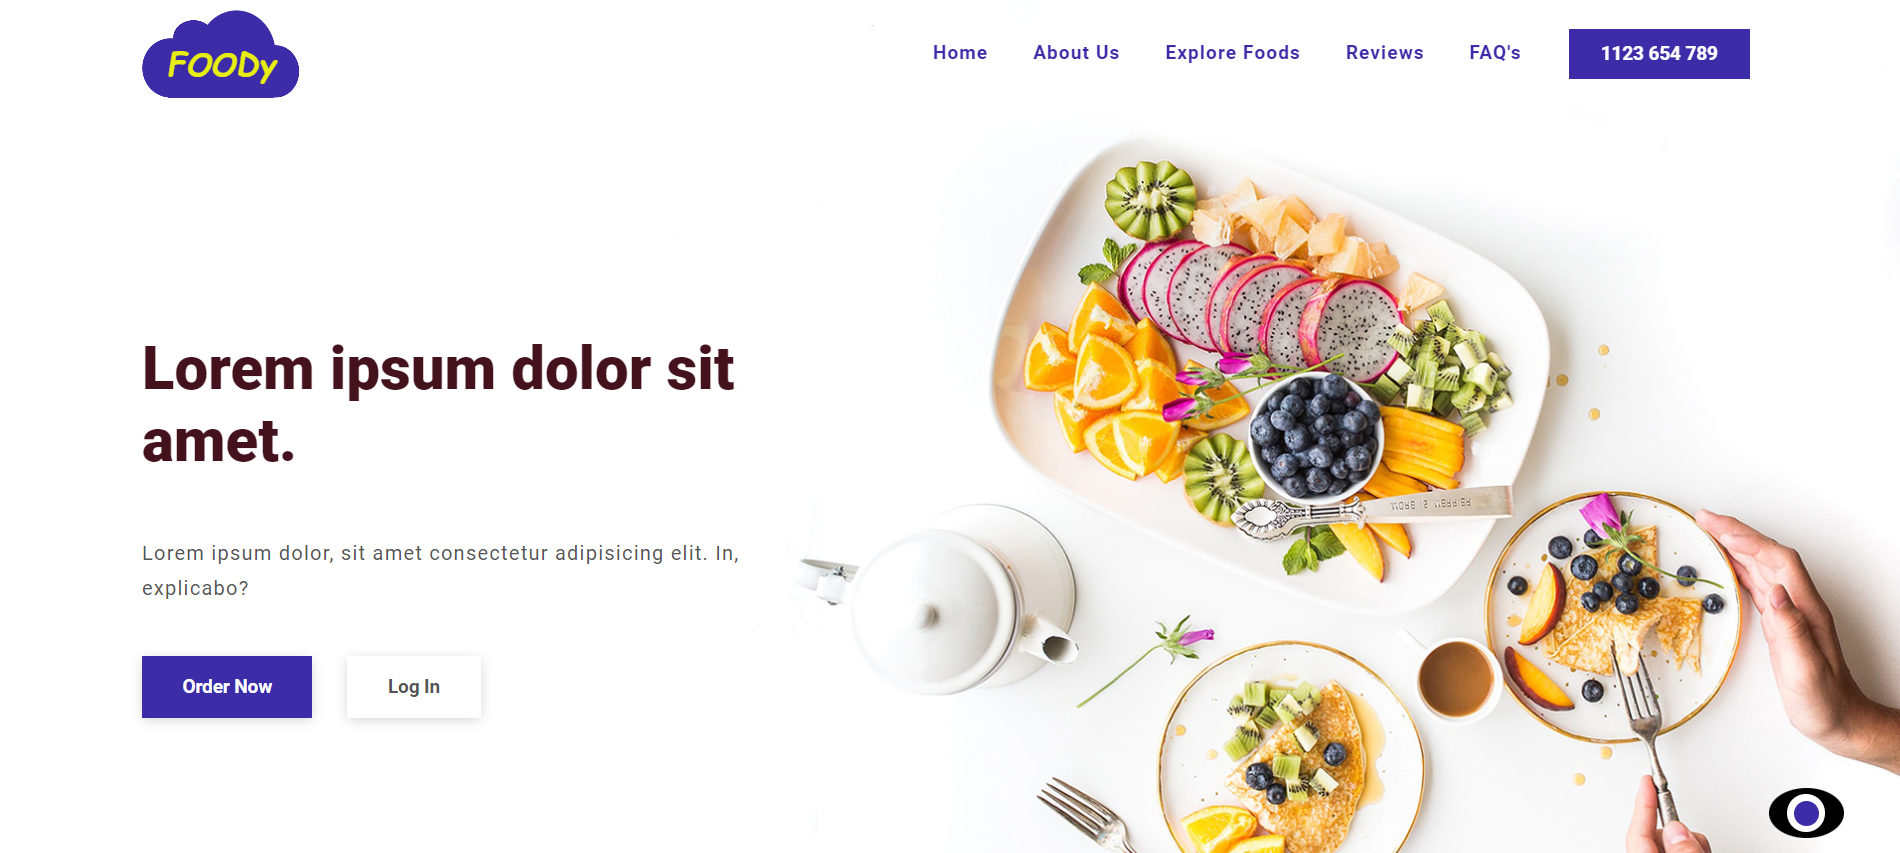 FOODy
Home About Us Explore Foods Reviews FAQ's 1123 654 789
Lorem ipsum dolor sit
amet.
Lorem ipsum dolor, sit amet consectetur adipisicing elit. In,
explicabo?
Order Now Log In